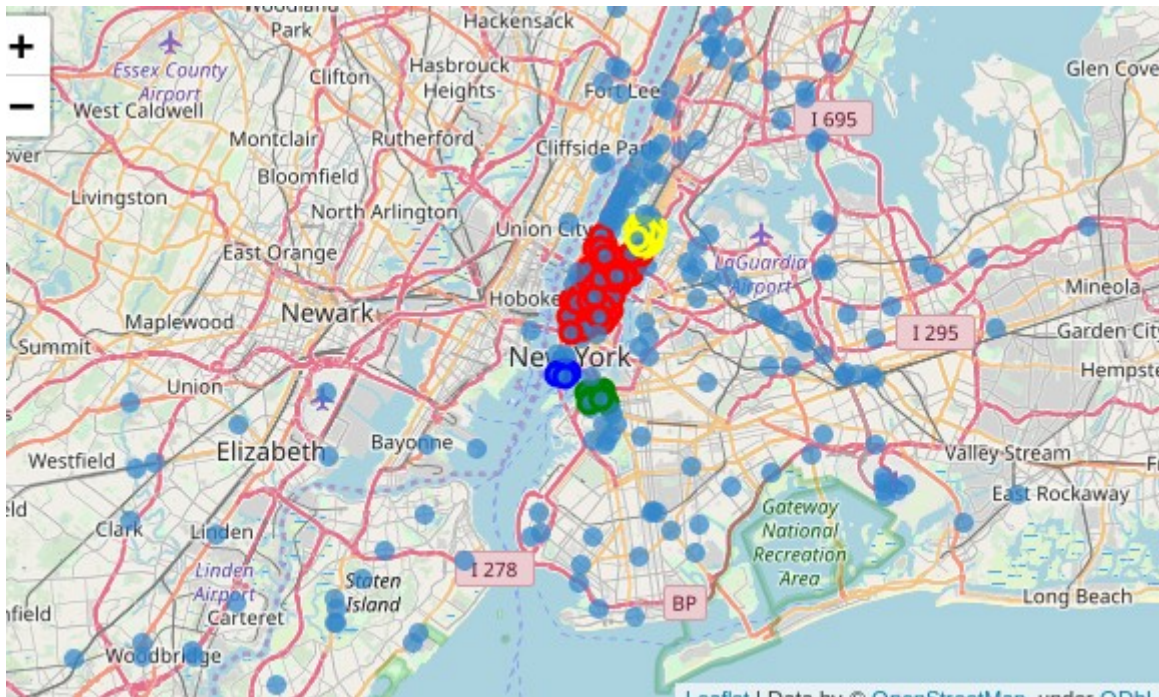 Woodland
Park
Hackensack
+
Essex County
Airport
Clifton
Hasbrouck
Heights
Fort Lee
Glen Cove
−
West Caldwell
I 695
Montclair
Rutherford
Cliffside Park
over
Bloomfield
Livingston
North Arlington
Union City
East Orange
LaGuardia
Airport
Mineola
Newark
Hoboke
Maplewood
I 295
Garden City
Summit
New York
Hempste
Union
Bayonne
Elizabeth
Westfield
Valley Stream
East Rockaway
Gateway
National
Recreation
Area
Clark
Linden
Linden
Airport
I 278
Staten
Island
Carteret
BP
Long Beach
Woodbridge
Leaflet | Data by © OpenStreetMap, under ODbL